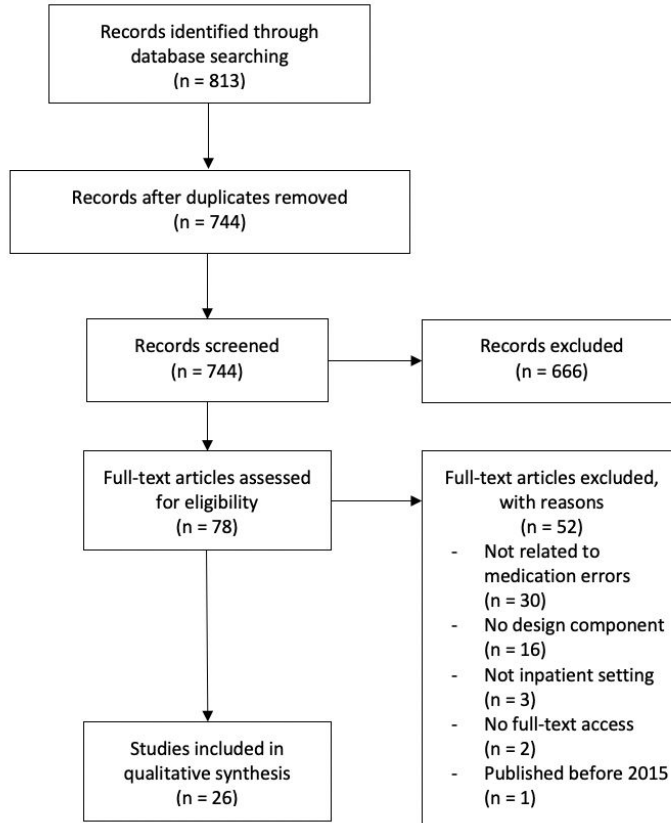 Records identified through
database searching
(n = 813)
Records after duplicates removed
(n = 744)
Records screened
(n = 744)
Records excluded
(n = 666)
Full-text articles assessed
for eligibility
(n = 78)
Full-text articles excluded,
with reasons
(n = 52)
- Not related to
medication errors
(n = 30)
- No design component
(n = 16)
- Not inpatient setting
(n = 3)
- No full-text access
(n = 2)
- Published before 2015
(n = 1)
Studies included in
qualitative synthesis
(n = 26)